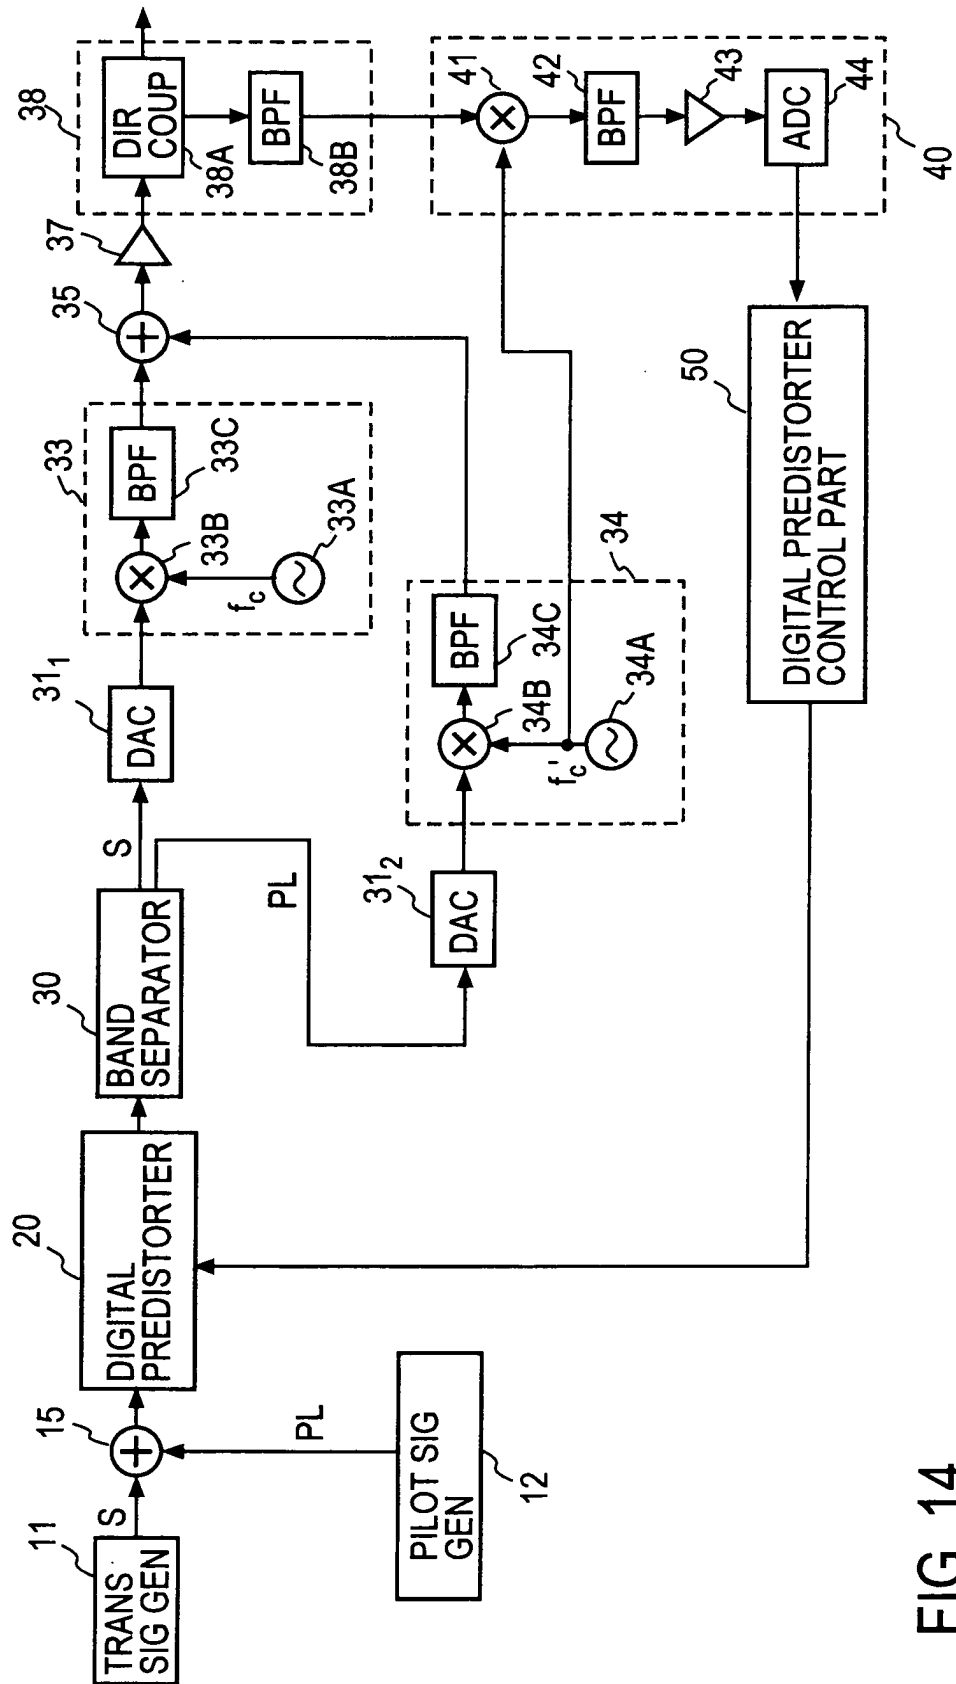 11
TRANS
SIG GEN
S
15
PL
PILOT SIG
GEN
12
20
DIGITAL
PREDISTORTER
30
BAND
SEPARATOR
S
PL
31₁
DAC
31₂
DAC
33
33B
BPF
33C
f_c
33A
34
34B
BPF
34C
f_c'
34A
35
37
38
DIR
COUP
38A
BPF
38B
41
42
BPF
43
ADC
44
40
50
DIGITAL PREDISTORTER
CONTROL PART
FIG. 14